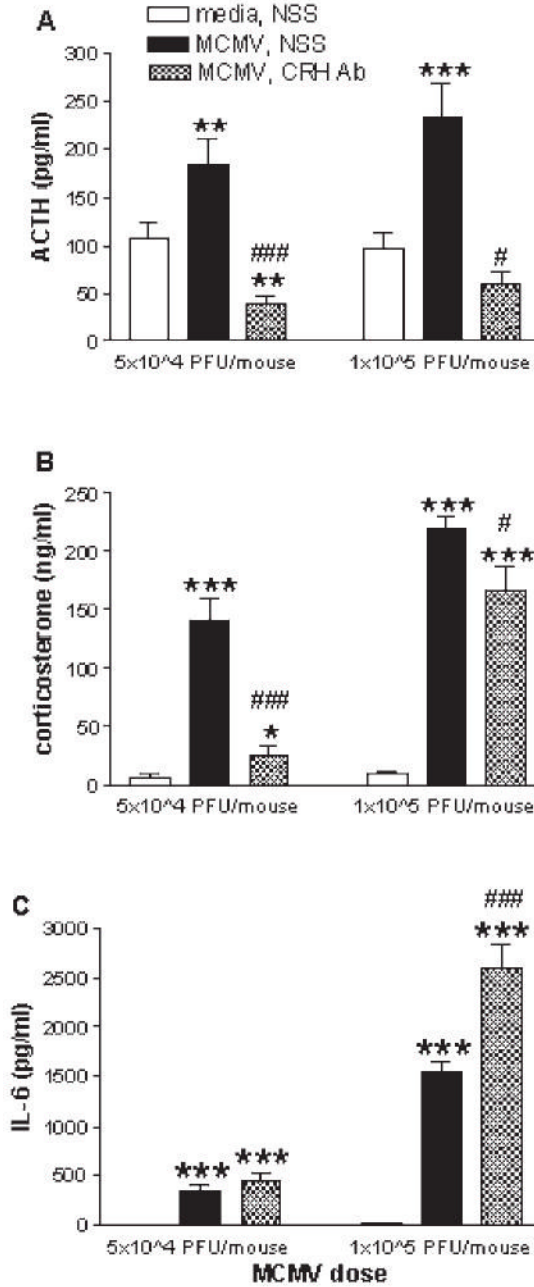 A
media, NSS
MCMV, NSS
MCMV, CRH Ab
ACTH (pg/ml)
300
250
200
150
100
50
0
**
###
**
***
#
5x10^4 PFU/mouse
1x10^5 PFU/mouse
B
corticosterone (ng/ml)
250
200
150
100
50
0
***
###
*
***
#
***
5x10^4 PFU/mouse
1x10^5 PFU/mouse
C
IL-6 (pg/ml)
3000
2500
2000
1500
1000
500
0
***
***
***
###
***
5x10^4 PFU/mouse
1x10^5 PFU/mouse
MCMV dose